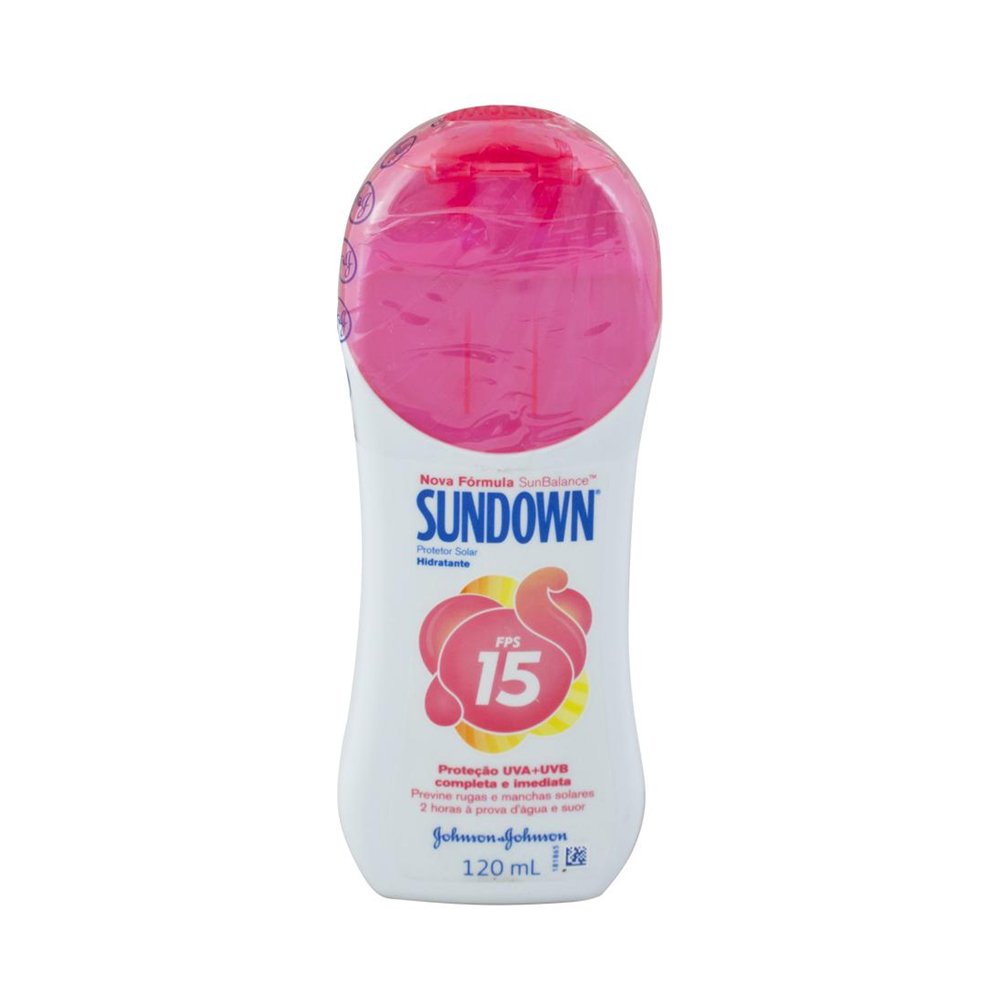 Nova Fórmula SunBalance™
SUNDOWN®
Protetor Solar
Hidratante
FPS
15
Proteção UVA+UVB
completa e imediata
Previne rugas e manchas solares
2 horas à prova d'água e suor
Johnson & Johnson
120 mL
181865